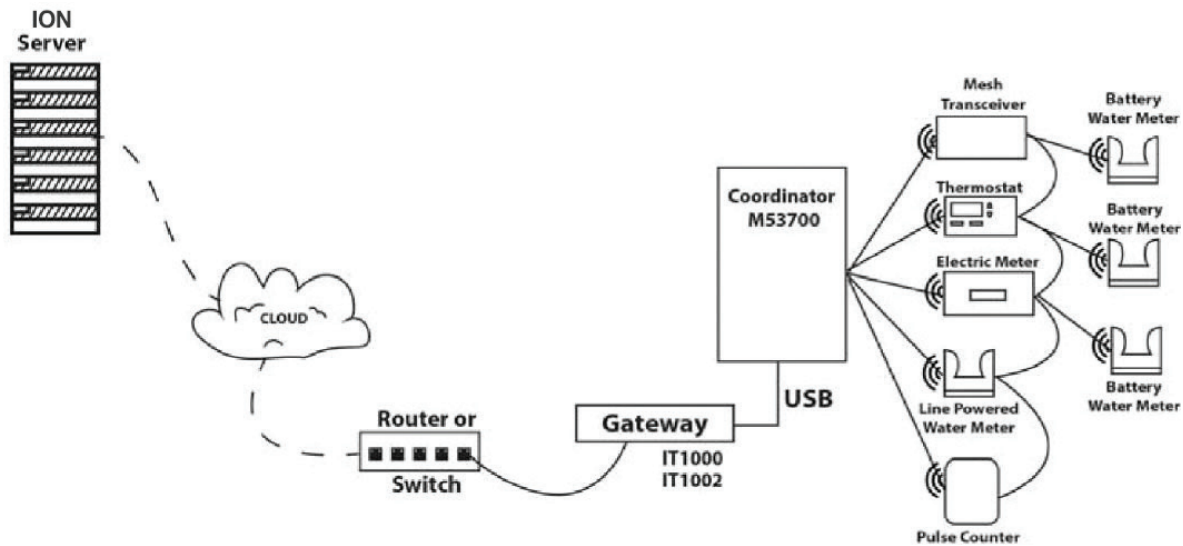 ION
Server
CLOUD
Router or
Switch
Gateway
IT1000
IT1002
USB
Coordinator
M53700
Mesh
Transceiver
Battery
Water Meter
Thermostat
Battery
Water Meter
Electric Meter
Battery
Water Meter
Line Powered
Water Meter
Pulse Counter